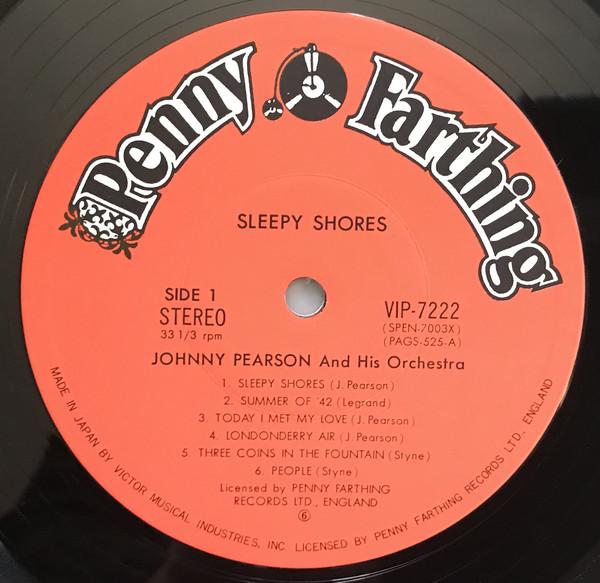 Penny Farthing
SLEEPY SHORES
SIDE 1
STEREO
33 1/3 rpm
VIP-7222
(SPEN-7003X)
(PAGS-525-A)
JOHNNY PEARSON And His Orchestra
1. SLEEPY SHORES (J. Pearson)
2. SUMMER OF '42 (Legrand)
3. TODAY I MET MY LOVE (J. Pearson)
4. LONDONDERRY AIR (J. Pearson)
5. THREE COINS IN THE FOUNTAIN (Styne)
6. PEOPLE (Styne)
Licensed by PENNY FARTHING
RECORDS LTD., ENGLAND
⑥
MADE IN JAPAN BY VICTOR MUSICAL INDUSTRIES, INC. LICENSED BY PENNY FARTHING RECORDS LTD., ENGLAND